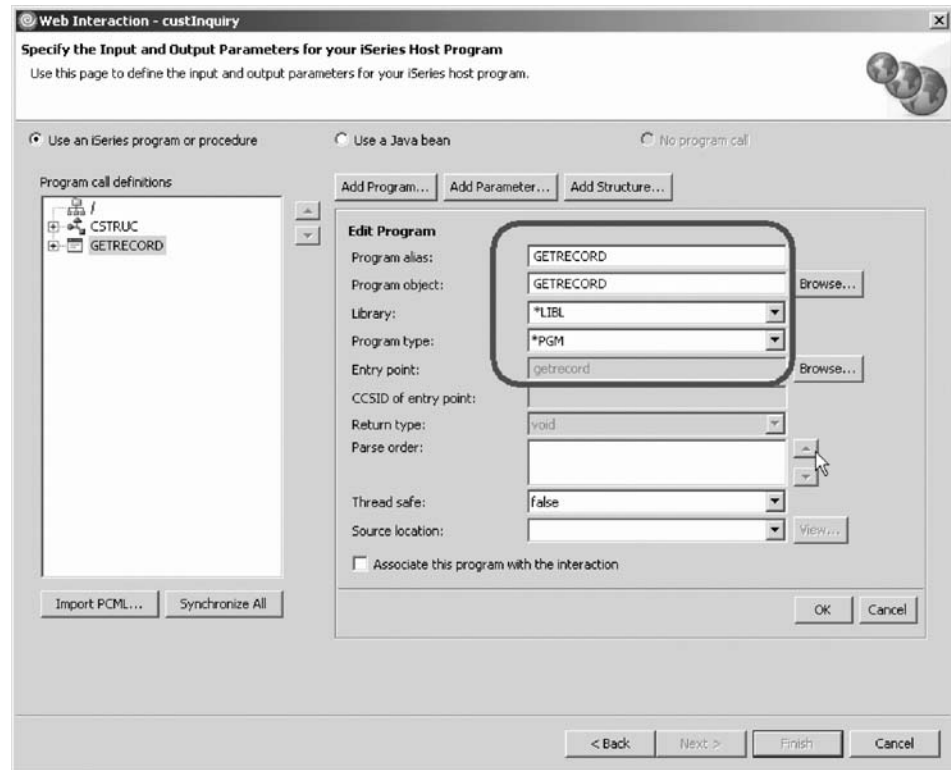 Web Interaction - custInquiry
Specify the Input and Output Parameters for your iSeries Host Program
Use this page to define the input and output parameters for your iSeries host program.
Use an iSeries program or procedure
Use a Java bean
No program call
Program call definitions
Add Program...
Add Parameter...
Add Structure...
/
CSTRUC
GETRECORD
Edit Program
Program alias: GETRECORD
Program object: GETRECORD Browse...
Library: *LIBL
Program type: *PGM
Entry point: getrecord Browse...
CCSID of entry point:
Return type: void
Parse order:
Thread safe: false
Source location: View...
Associate this program with the interaction
Import PCML...
Synchronize All
OK
Cancel
< Back
Next >
Finish
Cancel